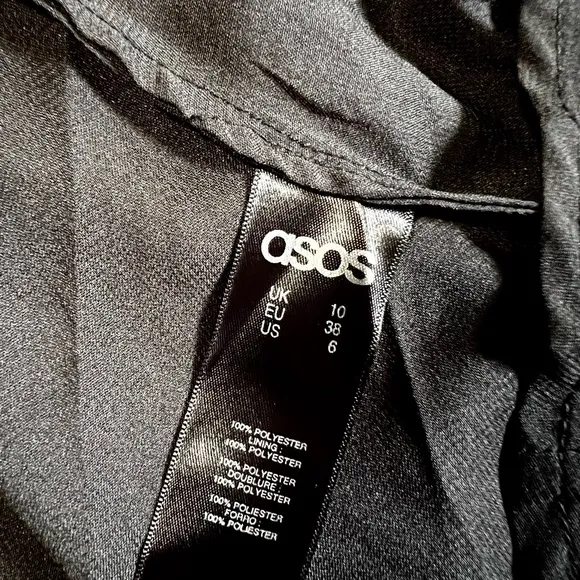 asos
UK 10
EU 38
US 6
100% POLYESTER
LINING :
100% POLYESTER
100% POLYESTER
DOUBLURE :
100% POLYESTER
100% POLIESTER
FORRO :
100% POLIESTER